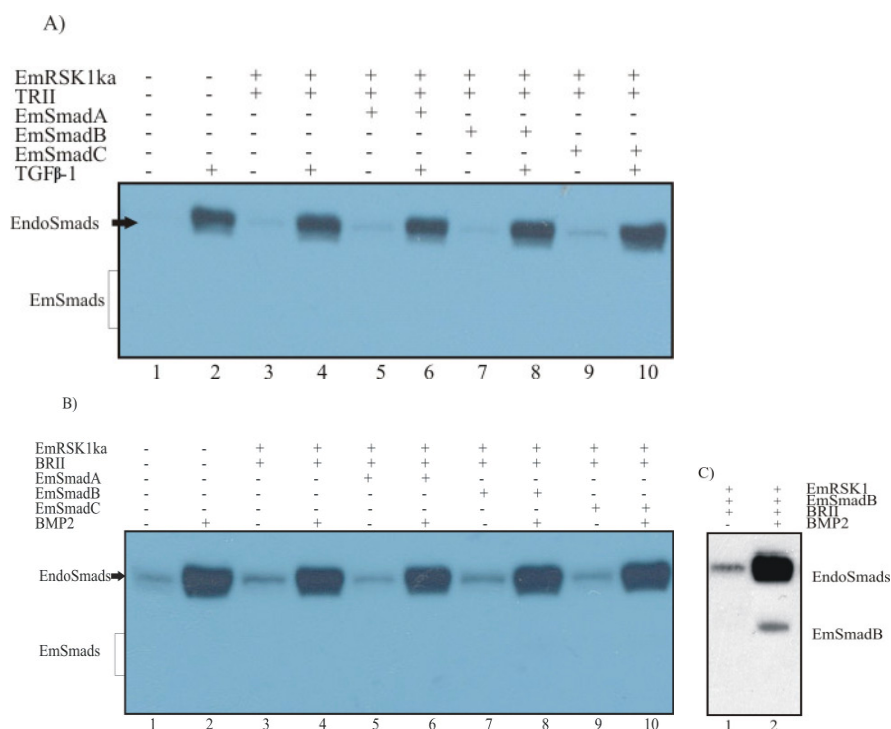 A)
EmRSK1ka - - + + + + + + + +
TRII - - + + + + + + + +
EmSmadA - - - - + + - - - -
EmSmadB - - - - - - + + - -
EmSmadC - - - - - - - - + +
TGFβ-1 - + - + - + - + - +
EndoSmads
EmSmads
1 2 3 4 5 6 7 8 9 10
B)
EmRSK1ka - - + + + + + + + +
BRII - - + + + + + + + +
EmSmadA - - - - + + - - - -
EmSmadB - - - - - - + + - -
EmSmadC - - - - - - - - + +
BMP2 - + - + - + - + - +
EndoSmads
EmSmads
1 2 3 4 5 6 7 8 9 10
C)
+ + EmRSK1
+ + EmSmadB
+ + BRII
- + BMP2
EndoSmads
EmSmadB
1 2